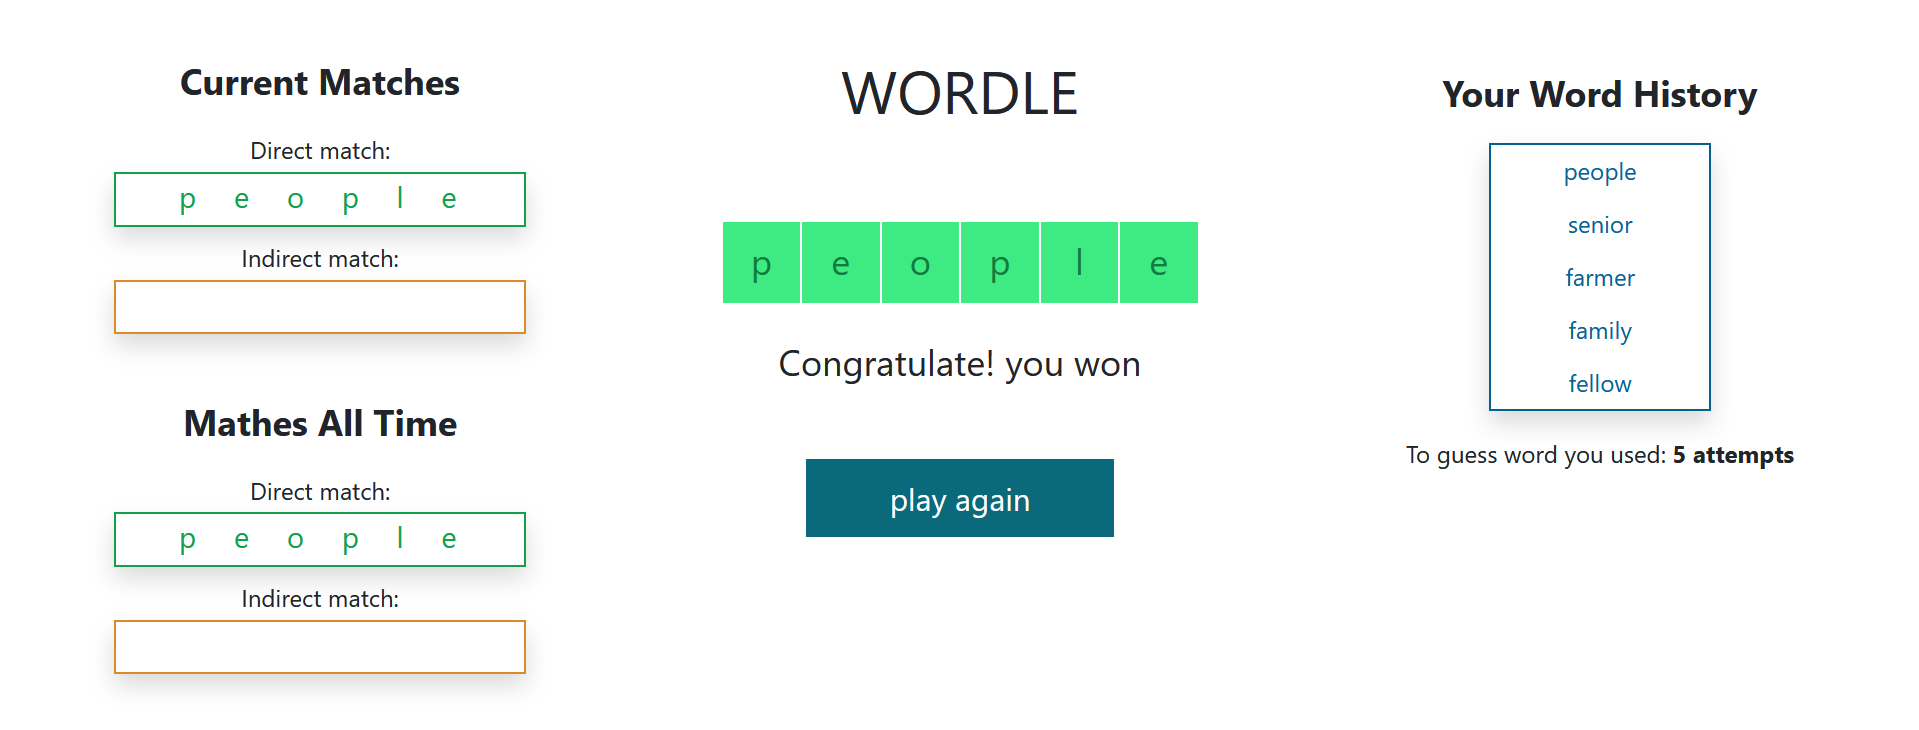 Current Matches
Direct match:
p e o p l e
Indirect match:
Mathes All Time
Direct match:
p e o p l e
Indirect match:
WORDLE
p e o p l e
Congratulate! you won
play again
Your Word History
people
senior
farmer
family
fellow
To guess word you used: 5 attempts